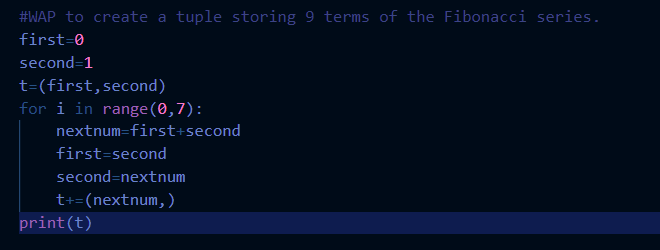 #WAP to create a tuple storing 9 terms of the Fibonacci series.
first=0
second=1
t=(first,second)
for i in range(0,7):
    nextnum=first+second
    first=second
    second=nextnum
    t+=(nextnum,)
print(t)